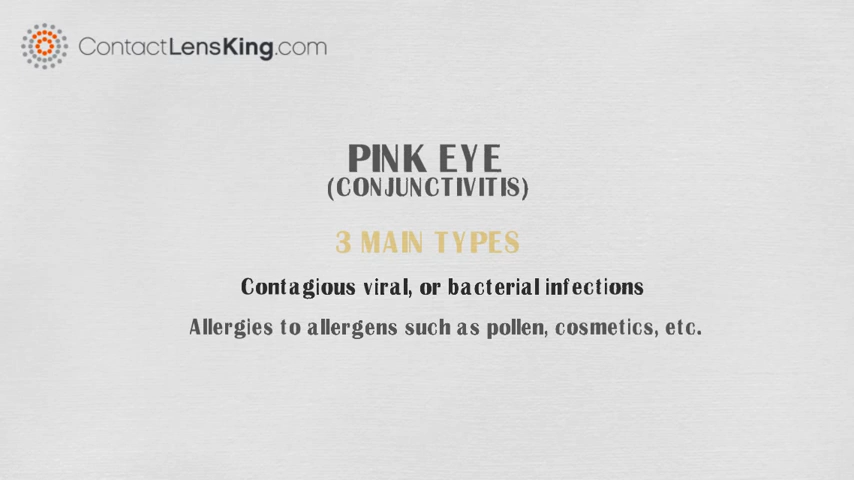 ContactLensKing.com
PINK EYE
(CONJUNCTIVITIS)
3 MAIN TYPES
Contagious viral, or bacterial infections
Allergies to allergens such as pollen, cosmetics, etc.